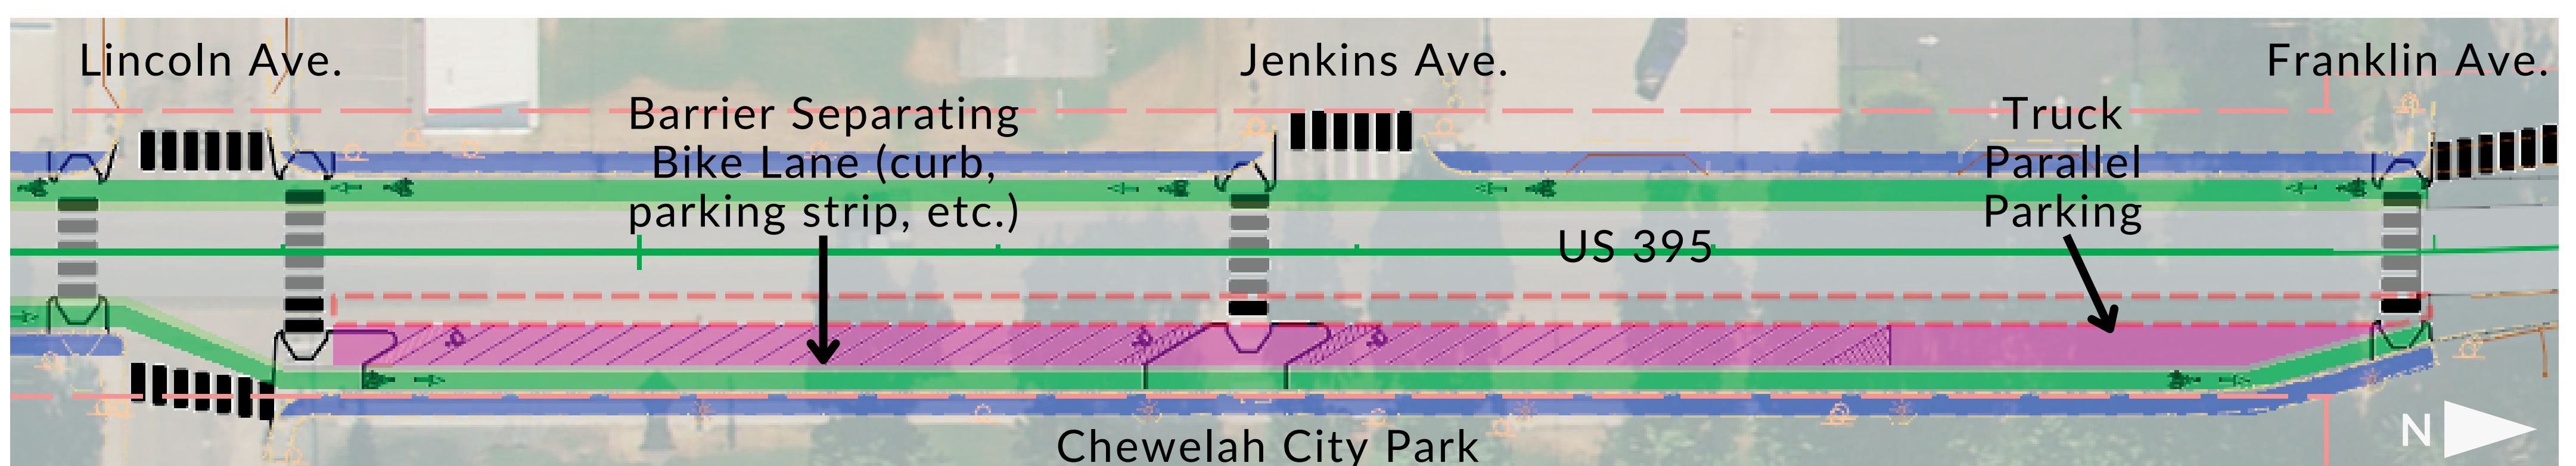 Lincoln Ave.
Jenkins Ave.
Franklin Ave.
Barrier Separating
Bike Lane (curb,
parking strip, etc.)
Truck
Parallel
Parking
US 395
Chewelah City Park
N